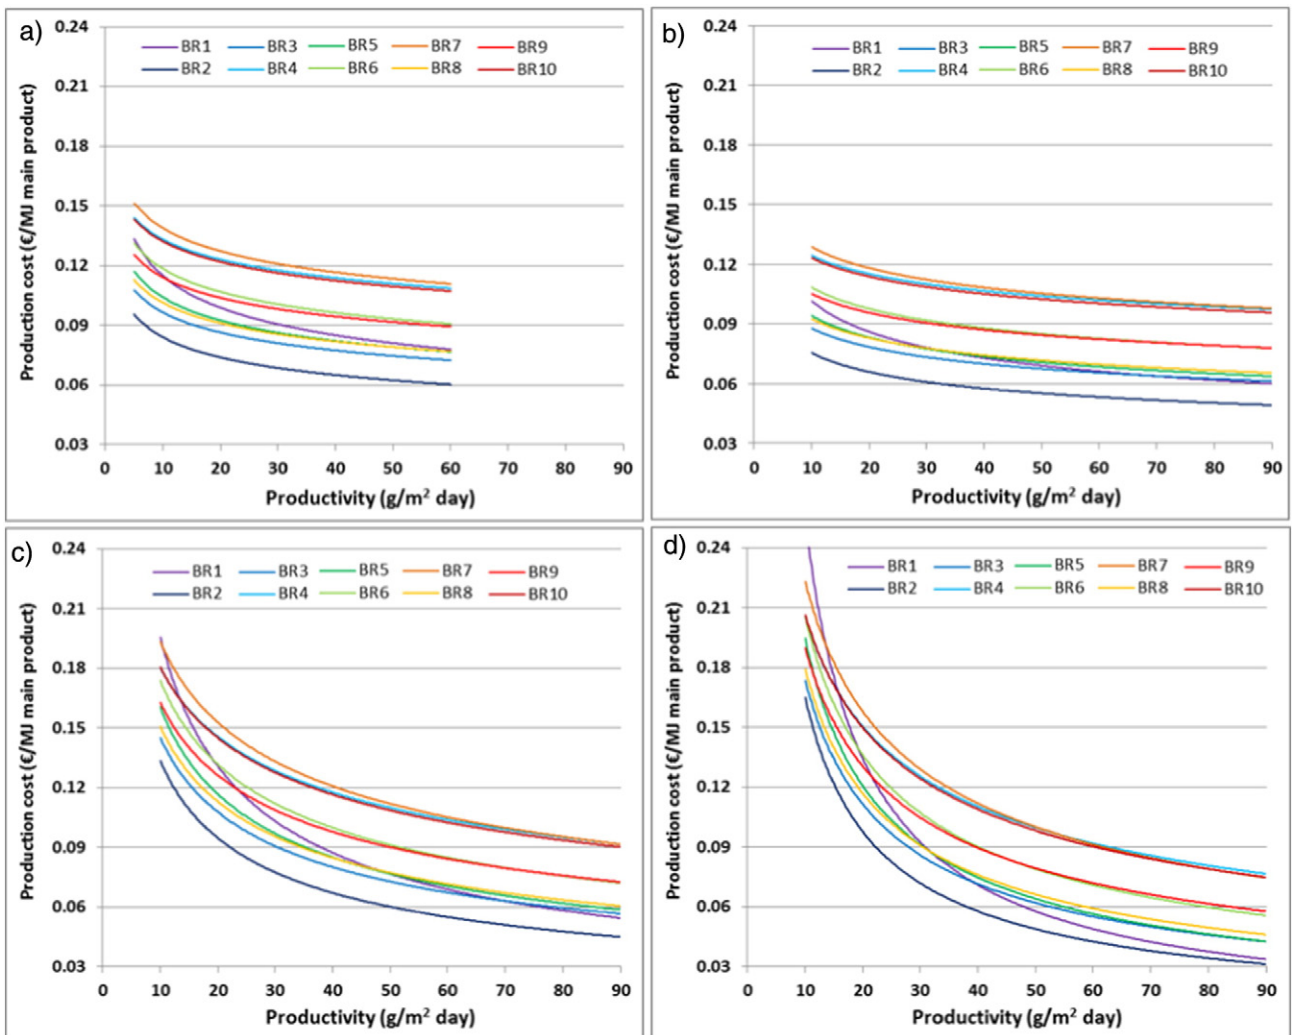 a)
0.24
0.21
0.18
0.15
0.12
0.09
0.06
0.03
Production cost (€/MJ main product)
BR1 BR3 BR5 BR7 BR9
BR2 BR4 BR6 BR8 BR10
0 10 20 30 40 50 60 70 80 90
Productivity (g/m² day)
b)
0.24
0.21
0.18
0.15
0.12
0.09
0.06
0.03
Production cost (€/MJ main product)
BR1 BR3 BR5 BR7 BR9
BR2 BR4 BR6 BR8 BR10
0 10 20 30 40 50 60 70 80 90
Productivity (g/m² day)
c)
0.24
0.21
0.18
0.15
0.12
0.09
0.06
0.03
Production cost (€/MJ main product)
BR1 BR3 BR5 BR7 BR9
BR2 BR4 BR6 BR8 BR10
0 10 20 30 40 50 60 70 80 90
Productivity (g/m² day)
d)
0.24
0.21
0.18
0.15
0.12
0.09
0.06
0.03
Production cost (€/MJ main product)
BR1 BR3 BR5 BR7 BR9
BR2 BR4 BR6 BR8 BR10
0 10 20 30 40 50 60 70 80 90
Productivity (g/m² day)